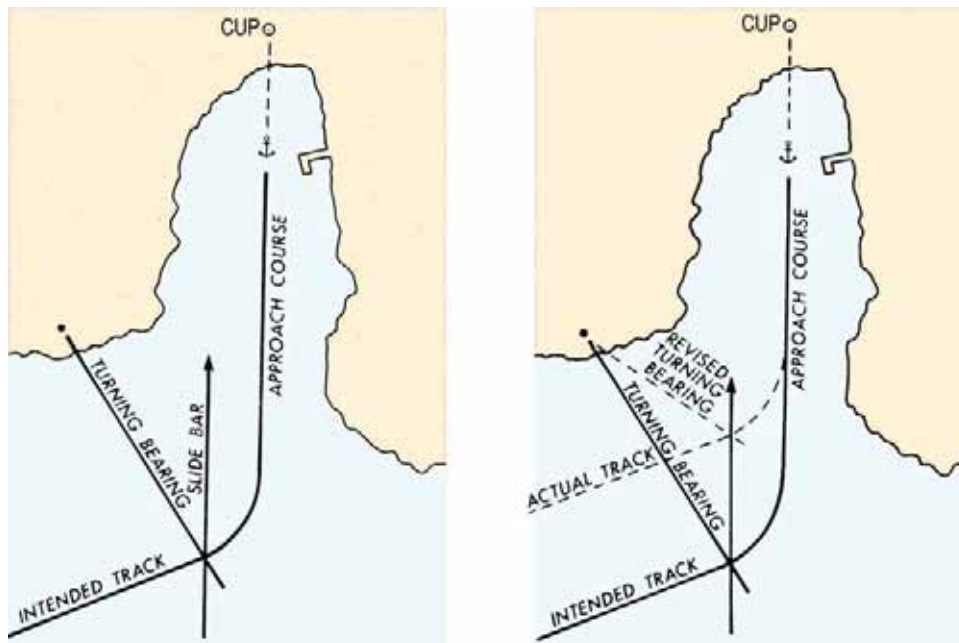 CUP
APPROACH COURSE
TURNING BEARING
SLIDE BAR
INTENDED TRACK
CUP
APPROACH COURSE
REVISED
TURNING
BEARING
TURNING BEARING
ACTUAL TRACK
INTENDED TRACK